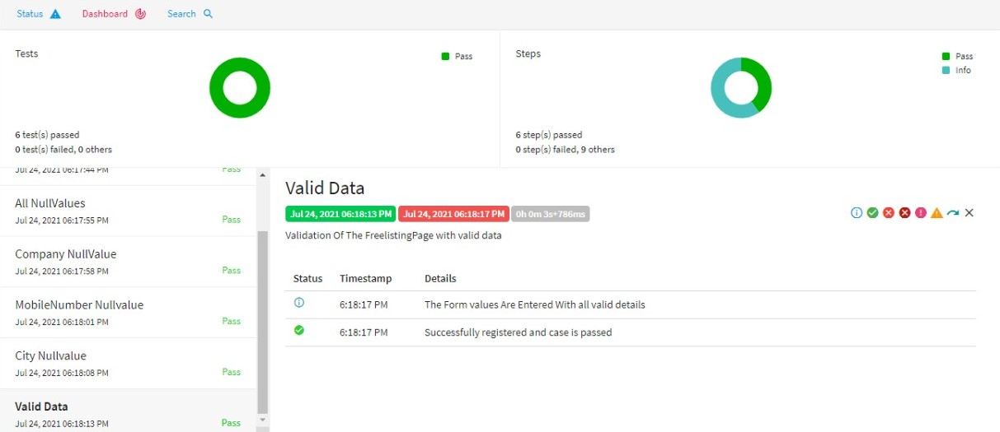 Status Dashboard Search
Tests
Pass
6 test(s) passed
0 test(s) failed, 0 others
Steps
Pass
Info
6 step(s) passed
0 step(s) failed, 9 others
Jul 24, 2021 06:17:44 PM Pass
All NullValues
Jul 24, 2021 06:17:55 PM Pass
Company NullValue
Jul 24, 2021 06:17:58 PM Pass
MobileNumber Nullvalue
Jul 24, 2021 06:18:01 PM Pass
City Nullvalue
Jul 24, 2021 06:18:08 PM Pass
Valid Data
Jul 24, 2021 06:18:13 PM Pass
Valid Data
Jul 24, 2021 06:18:13 PM Jul 24, 2021 06:18:17 PM 0h 0m 3s+786ms
Validation Of The FreelistingPage with valid data
Status Timestamp Details
6:18:17 PM The Form values Are Entered With all valid details
6:18:17 PM Successfully registered and case is passed